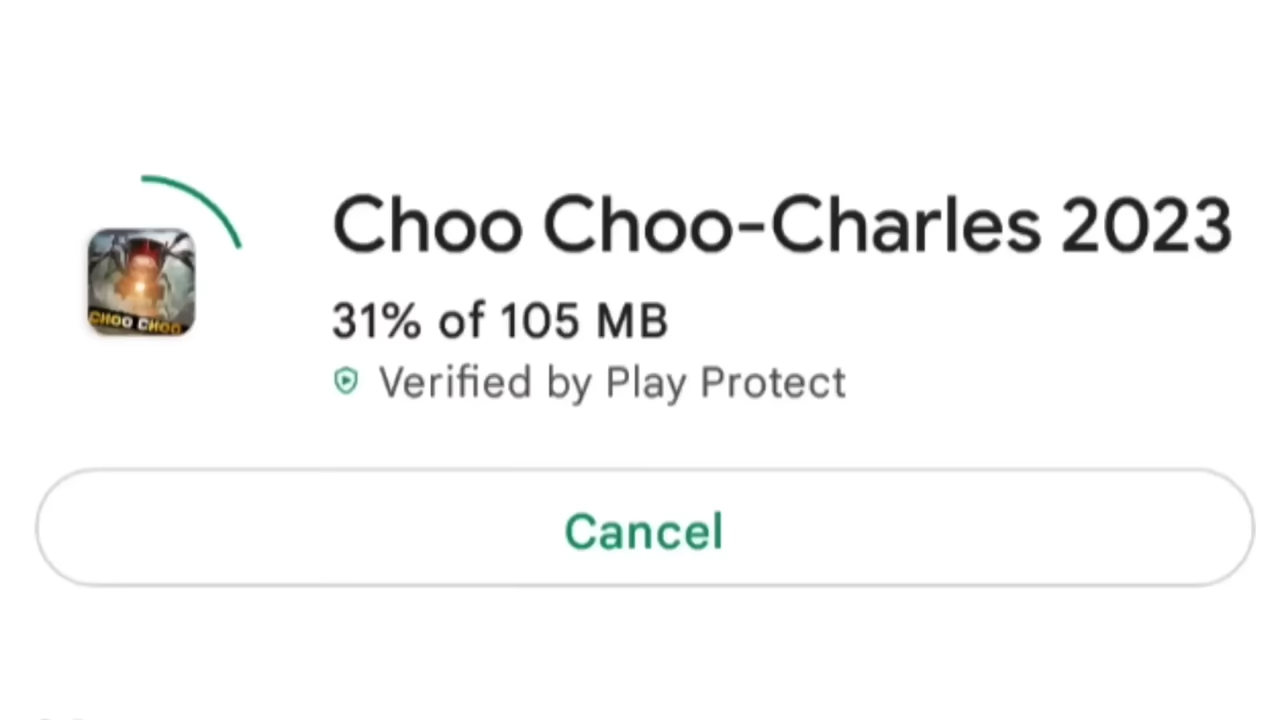 Choo Choo-Charles 2023
31% of 105 MB
Verified by Play Protect
CHOO CHOO
Cancel